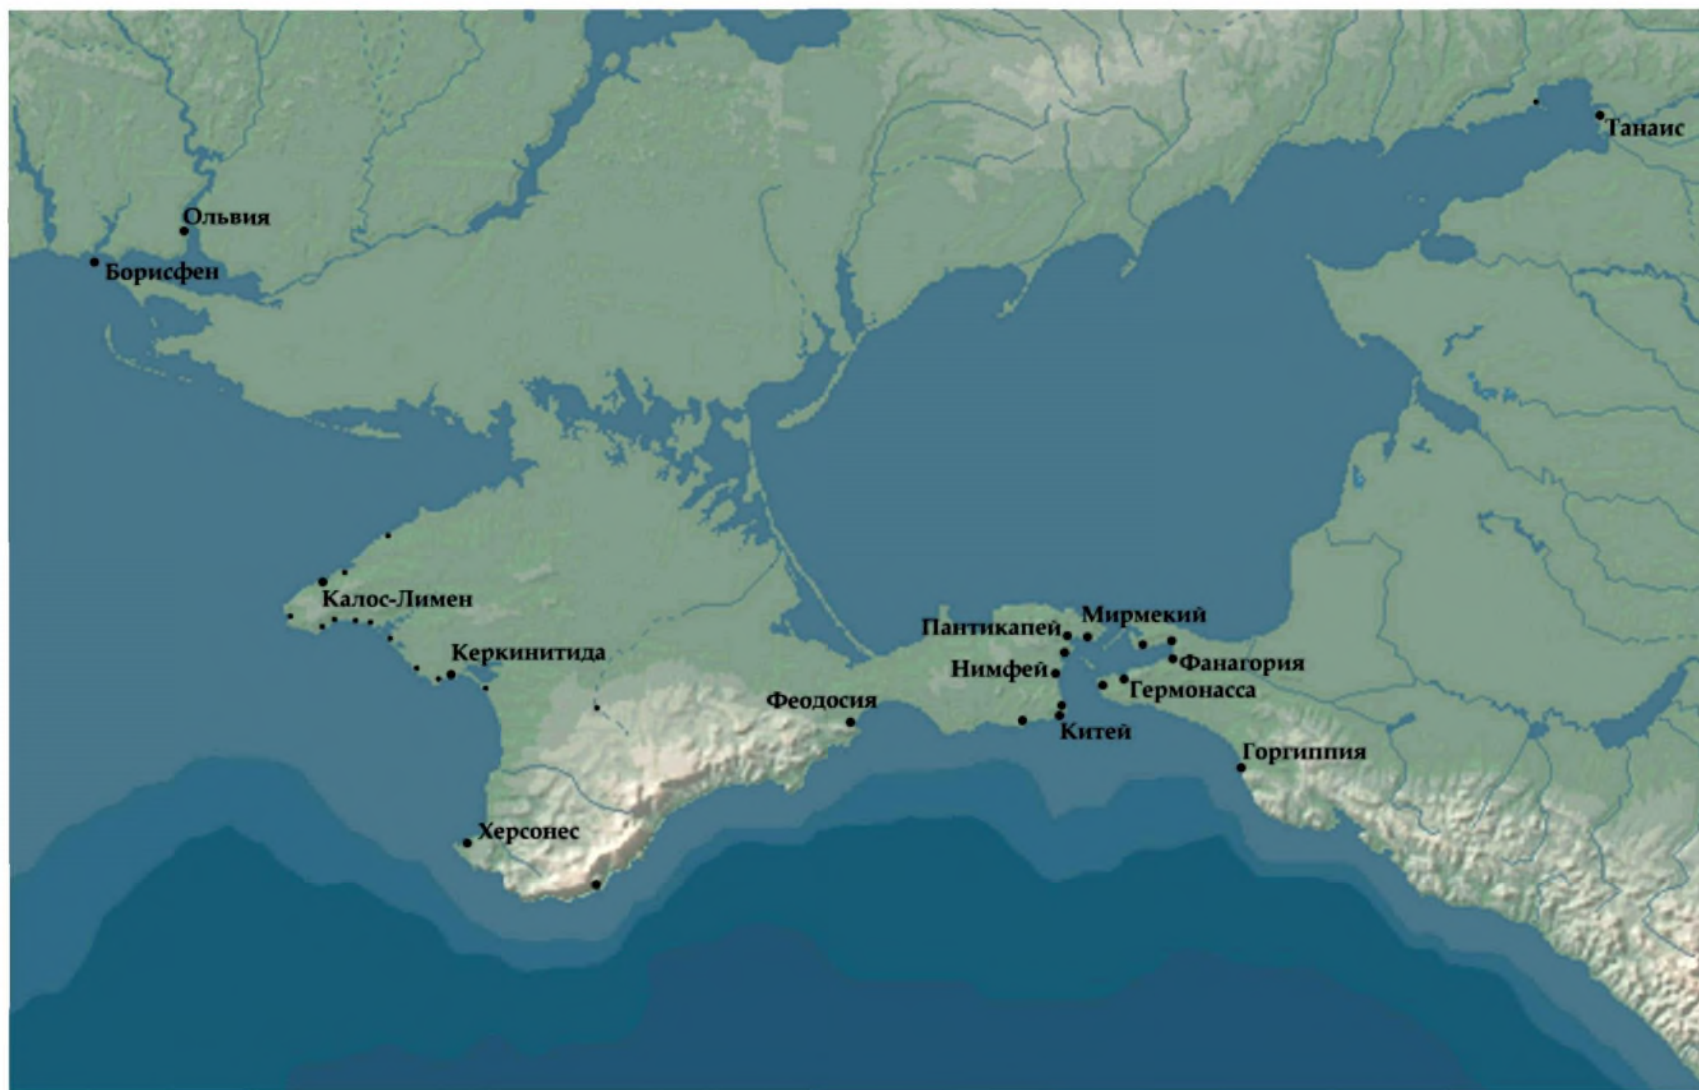 Танаис
Ольвия
Борисфен
Калос-Лимен
Мирмекий
Пантикапей
Керкинитида
Нимфей
Фанагория
Гермонасса
Феодосия
Китей
Горгиппия
Херсонес